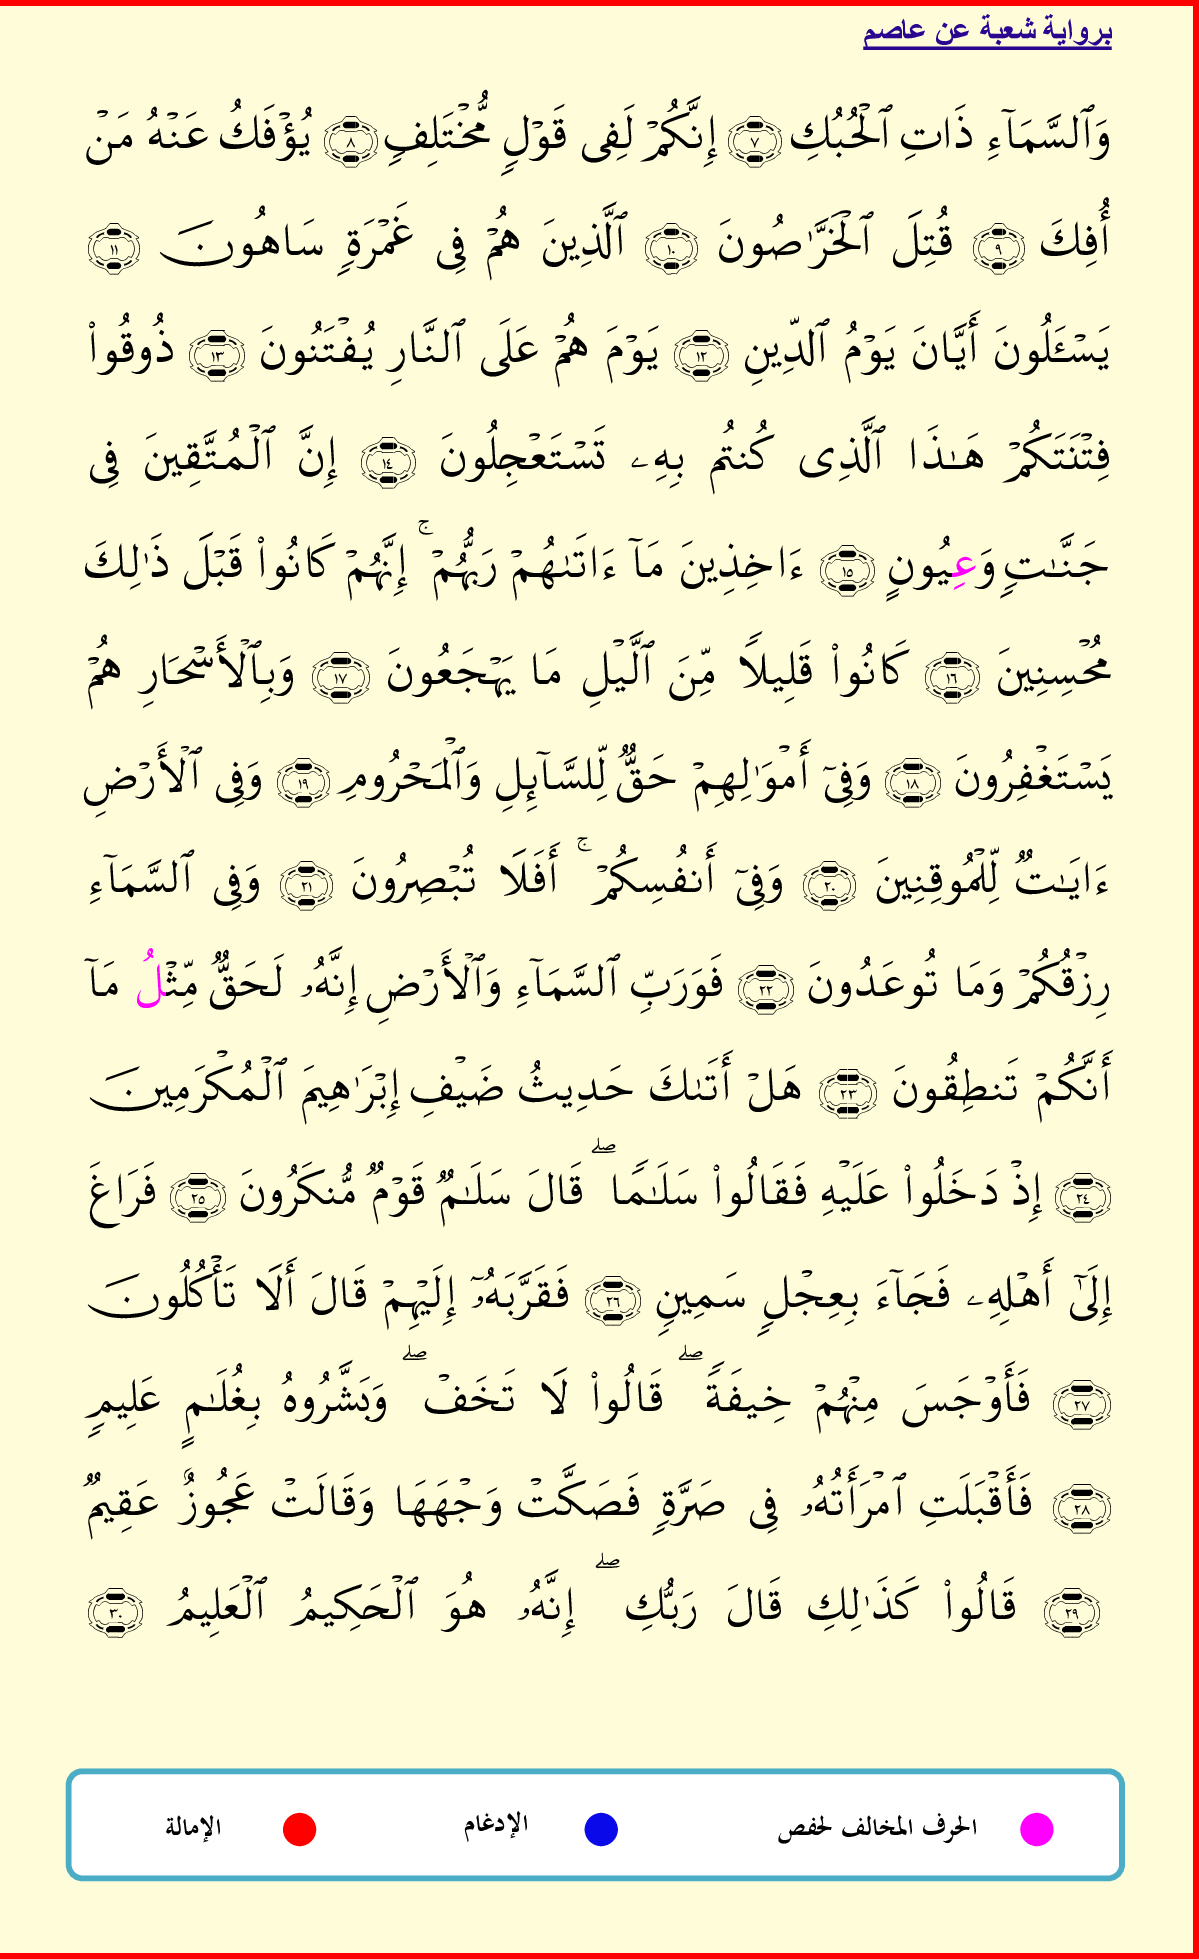 برواية شعبة عن عاصم
وَٱلسَّمَآءِ ذَاتِ ٱلْحُبُكِ ٧ إِنَّكُمْ لَفِى قَوْلٍ مُّخْتَلِفٍ ٨ يُؤْفَكُ عَنْهُ مَنْ
أُفِكَ ٩ قُتِلَ ٱلْخَرَّٰصُونَ ١٠ ٱلَّذِينَ هُمْ فِى غَمْرَةٍ سَاهُونَ ١١
يَسْـَٔلُونَ أَيَّانَ يَوْمُ ٱلدِّينِ ١٢ يَوْمَ هُمْ عَلَى ٱلنَّارِ يُفْتَنُونَ ١٣ ذُوقُوا۟
فِتْنَتَكُمْ هَـٰذَا ٱلَّذِى كُنتُم بِهِۦ تَسْتَعْجِلُونَ ١٤ إِنَّ ٱلْمُتَّقِينَ فِى
جَنَّـٰتٍ وَعِيُونٍ ١٥ ءَاخِذِينَ مَآ ءَاتَىٰهُمْ رَبُّهُمْ ۚ إِنَّهُمْ كَانُوا۟ قَبْلَ ذَٰلِكَ
مُحْسِنِينَ ١٦ كَانُوا۟ قَلِيلًا مِّنَ ٱلَّيْلِ مَا يَهْجَعُونَ ١٧ وَبِٱلْأَسْحَارِ هُمْ
يَسْتَغْفِرُونَ ١٨ وَفِىٓ أَمْوَٰلِهِمْ حَقٌّ لِّلسَّآئِلِ وَٱلْمَحْرُومِ ١٩ وَفِى ٱلْأَرْضِ
ءَايَـٰتٌ لِّلْمُوقِنِينَ ٢٠ وَفِىٓ أَنفُسِكُمْ ۚ أَفَلَا تُبْصِرُونَ ٢١ وَفِى ٱلسَّمَآءِ
رِزْقُكُمْ وَمَا تُوعَدُونَ ٢٢ فَوَرَبِّ ٱلسَّمَآءِ وَٱلْأَرْضِ إِنَّهُۥ لَحَقٌّ مِّثْلُ مَآ
أَنَّكُمْ تَنطِقُونَ ٢٣ هَلْ أَتَىٰكَ حَدِيثُ ضَيْفِ إِبْرَٰهِيمَ ٱلْمُكْرَمِينَ
٢٤ إِذْ دَخَلُوا۟ عَلَيْهِ فَقَالُوا۟ سَلَـٰمًا ۖ قَالَ سَلَـٰمٌ قَوْمٌ مُّنكَرُونَ ٢٥ فَرَاغَ
إِلَىٰٓ أَهْلِهِۦ فَجَآءَ بِعِجْلٍ سَمِينٍ ٢٦ فَقَرَّبَهُۥٓ إِلَيْهِمْ قَالَ أَلَا تَأْكُلُونَ
٢٧ فَأَوْجَسَ مِنْهُمْ خِيفَةً ۖ قَالُوا۟ لَا تَخَفْ ۖ وَبَشَّرُوهُ بِغُلَـٰمٍ عَلِيمٍ
٢٨ فَأَقْبَلَتِ ٱمْرَأَتُهُۥ فِى صَرَّةٍ فَصَكَّتْ وَجْهَهَا وَقَالَتْ عَجُوزٌ عَقِيمٌ
٢٩ قَالُوا۟ كَذَٰلِكِ قَالَ رَبُّكِ ۖ إِنَّهُۥ هُوَ ٱلْحَكِيمُ ٱلْعَلِيمُ ٣٠
الحرف المخالف لحفص الإدغام الإمالة